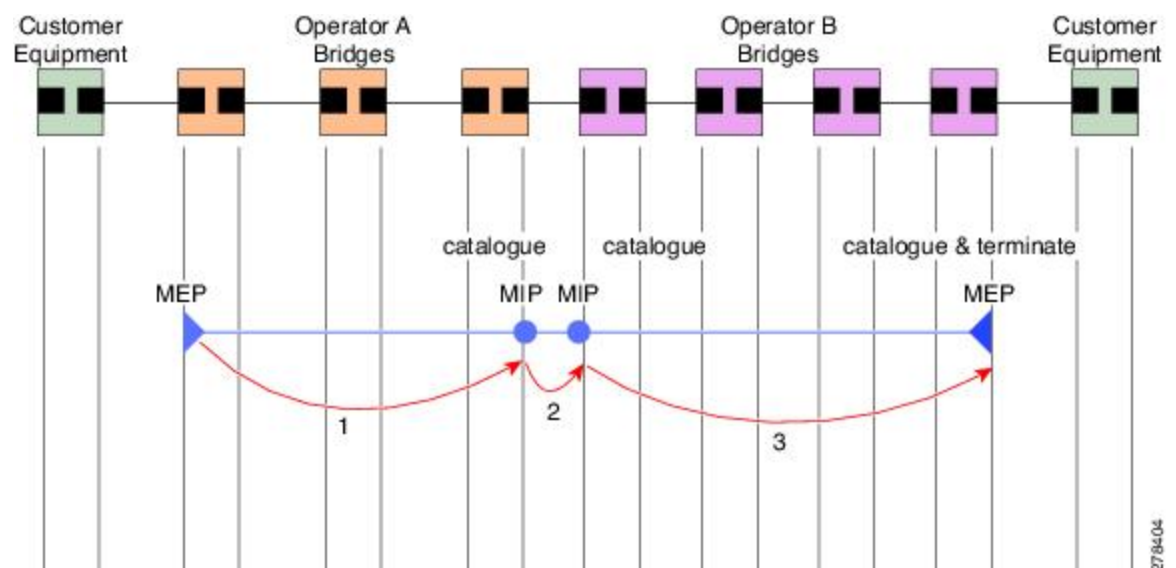 Customer
Equipment
Operator A
Bridges
Operator B
Bridges
Customer
Equipment
catalogue
catalogue
catalogue & terminate
MEP
MIP
MIP
MEP
1
2
3
278404